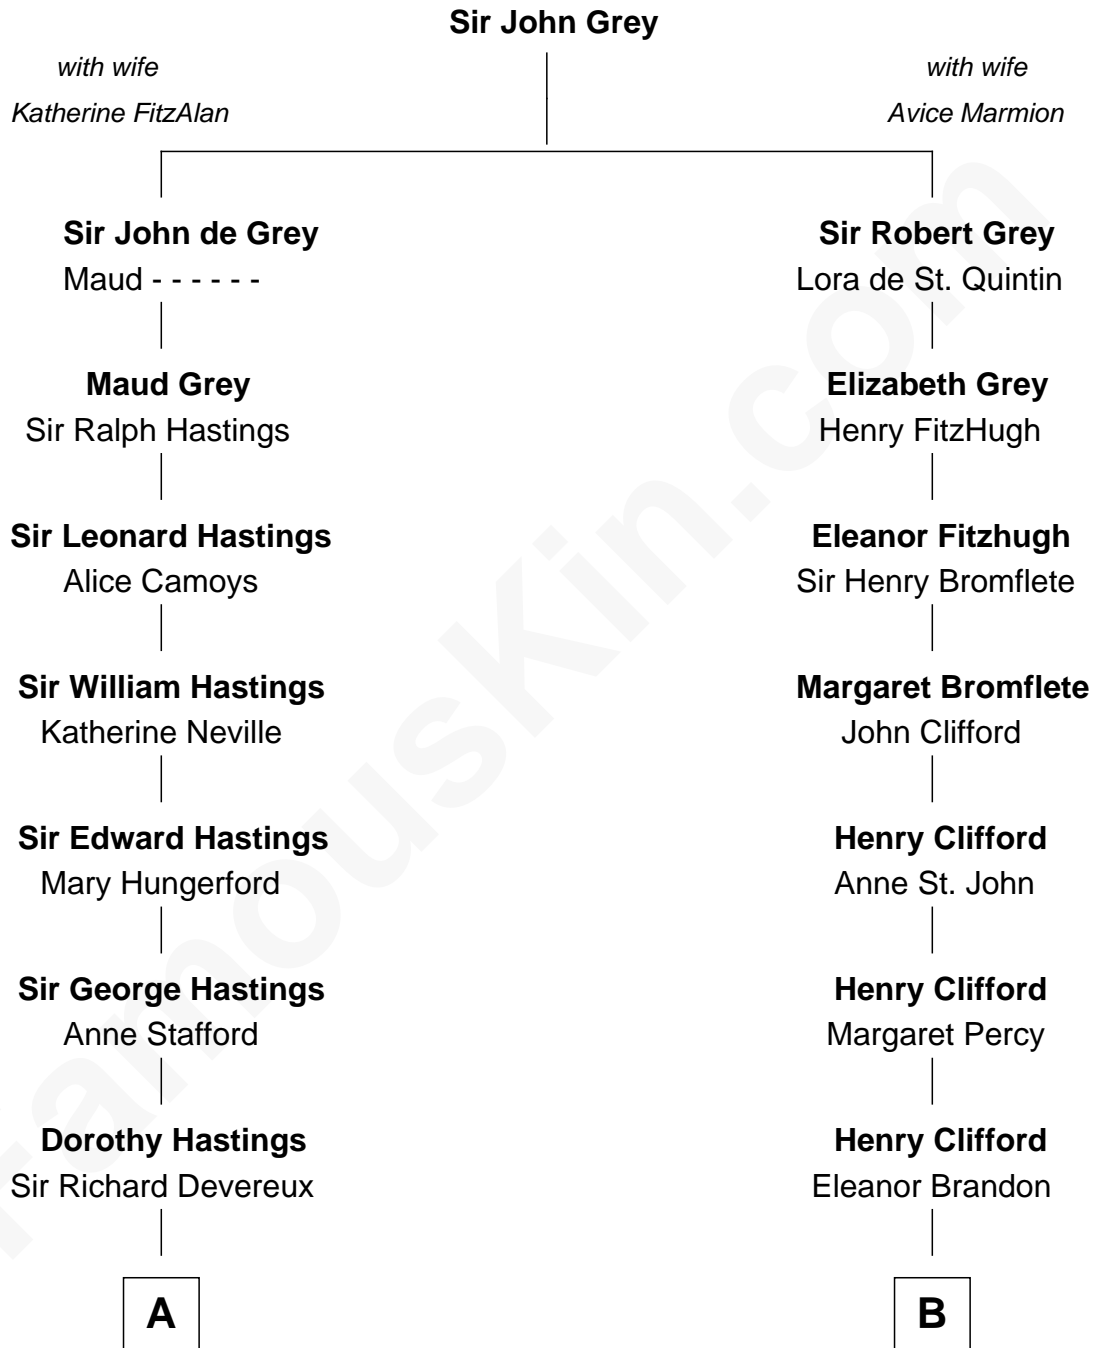 Sir John Grey
with wife
Katherine FitzAlan
with wife
Avice Marmion
Sir John de Grey
Maud - - - - - -
Sir Robert Grey
Lora de St. Quintin
Maud Grey
Sir Ralph Hastings
Elizabeth Grey
Henry FitzHugh
Sir Leonard Hastings
Alice Camoys
Eleanor Fitzhugh
Sir Henry Bromflete
Sir William Hastings
Katherine Neville
Margaret Bromflete
John Clifford
Sir Edward Hastings
Mary Hungerford
Henry Clifford
Anne St. John
Sir George Hastings
Anne Stafford
Henry Clifford
Margaret Percy
Dorothy Hastings
Sir Richard Devereux
Henry Clifford
Eleanor Brandon
A
B
FamousKin.com